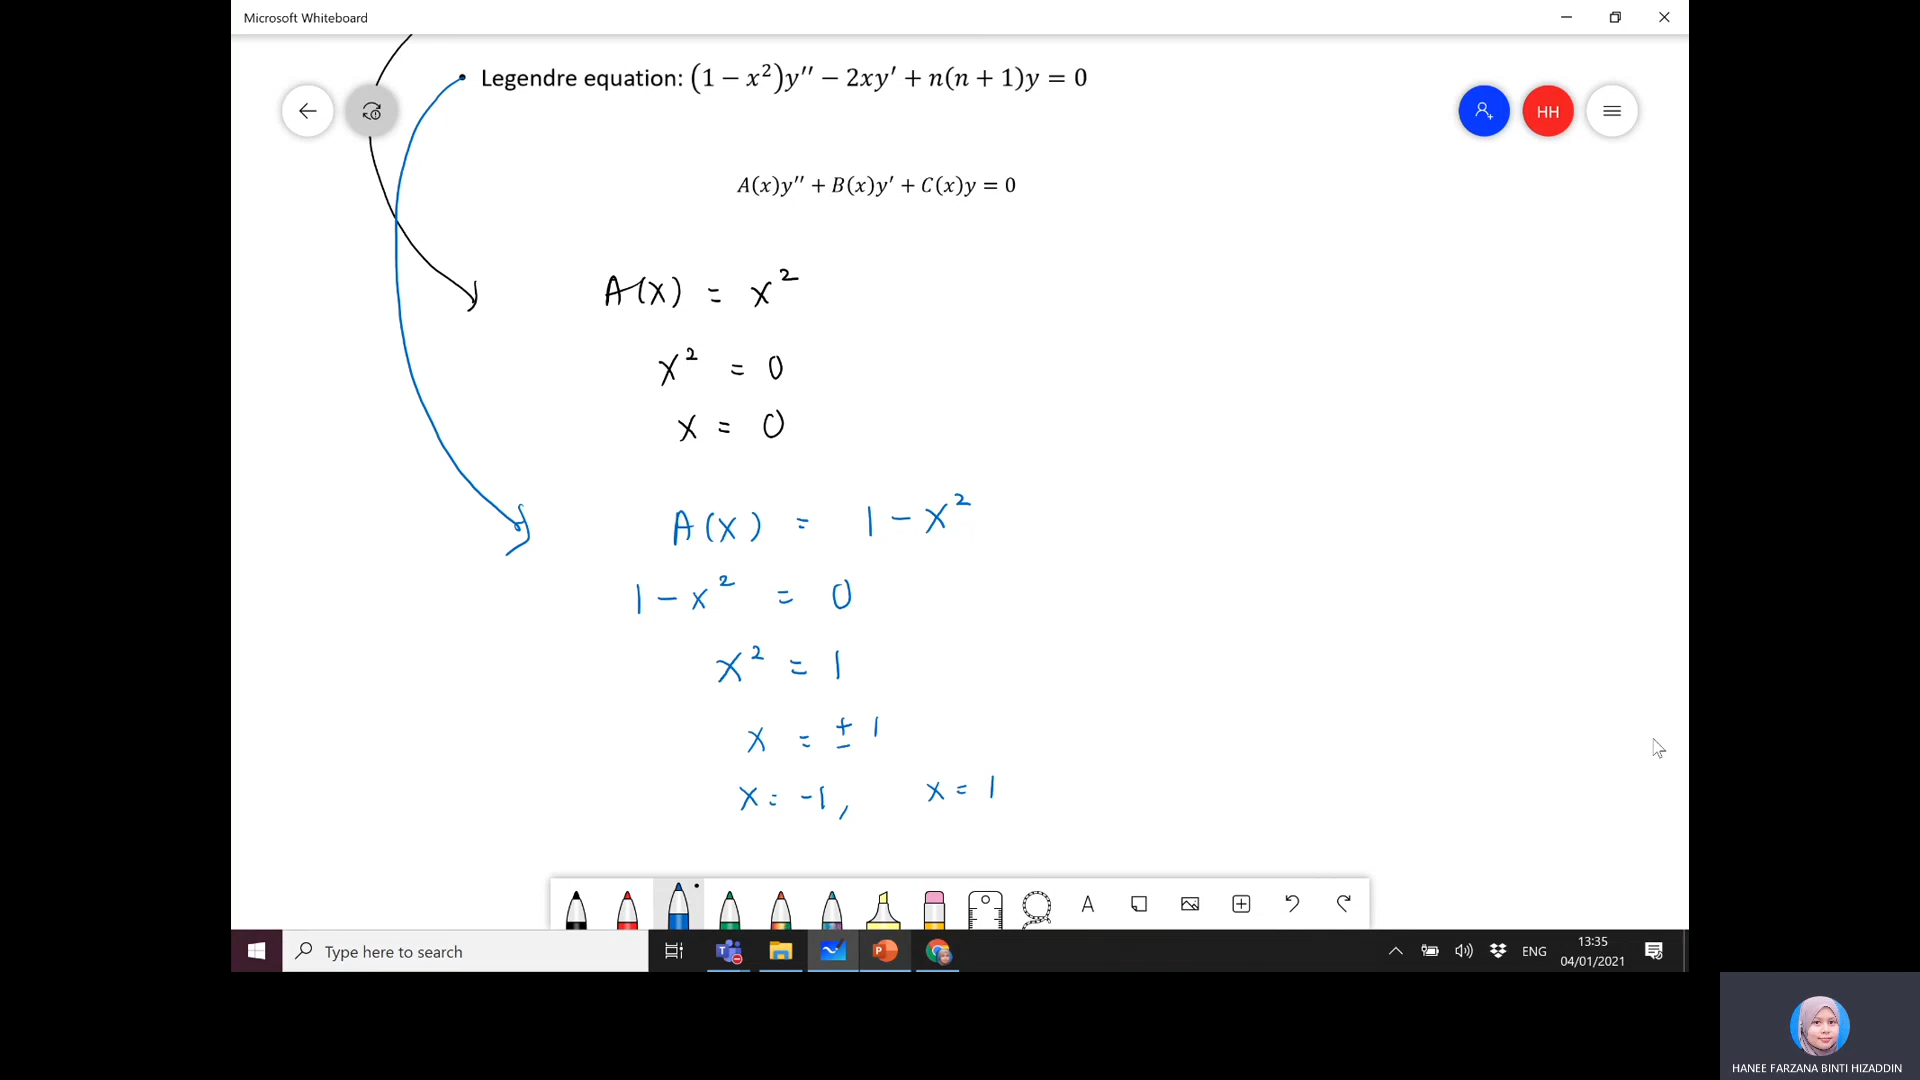 Microsoft Whiteboard
Legendre equation: (1 − x²)y′′ − 2xy′ + n(n + 1)y = 0
HH
A(x)y′′ + B(x)y′ + C(x)y = 0
A(x) = x²
x² = 0
x = 0
A(x) = 1 − x²
1 − x² = 0
x² = 1
x = ± 1
x = -1, x = 1
A
Type here to search
ENG
13:35
04/01/2021
HANEE FARZANA BINTI HIZADDIN